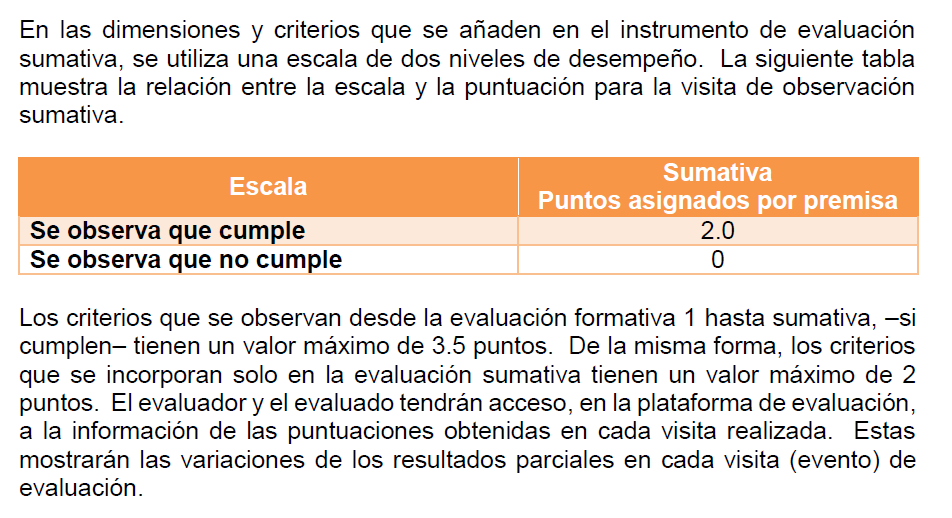 En las dimensiones y criterios que se añaden en el instrumento de evaluación
sumativa, se utiliza una escala de dos niveles de desempeño. La siguiente tabla
muestra la relación entre la escala y la puntuación para la visita de observación
sumativa.
Escala
Sumativa
Puntos asignados por premisa
Se observa que cumple 2.0
Se observa que no cumple 0
Los criterios que se observan desde la evaluación formativa 1 hasta sumativa, –si
cumplen– tienen un valor máximo de 3.5 puntos. De la misma forma, los criterios
que se incorporan solo en la evaluación sumativa tienen un valor máximo de 2
puntos. El evaluador y el evaluado tendrán acceso, en la plataforma de evaluación,
a la información de las puntuaciones obtenidas en cada visita realizada. Estas
mostrarán las variaciones de los resultados parciales en cada visita (evento) de
evaluación.